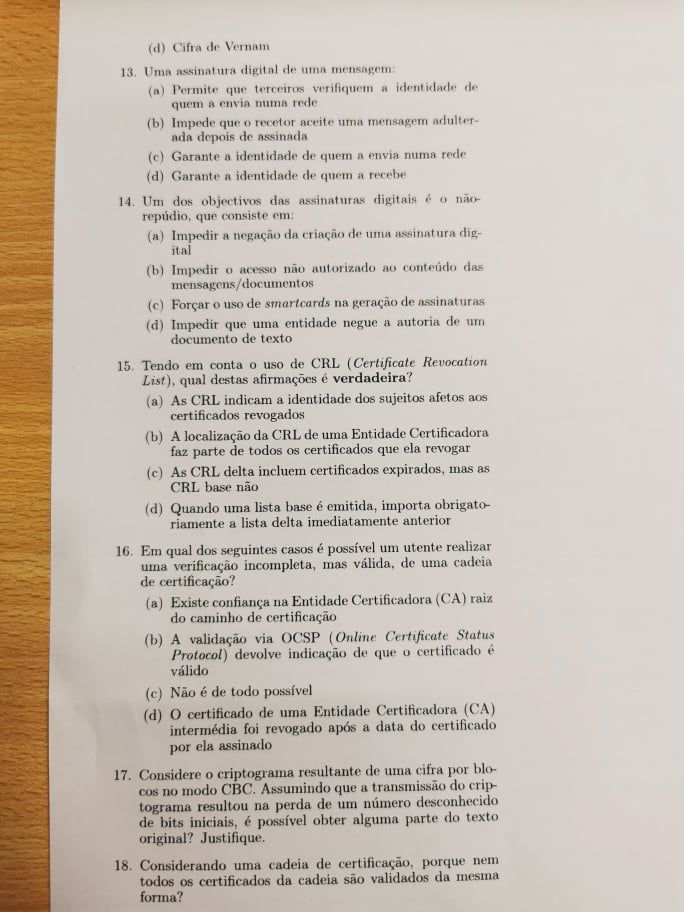 (d) Cifra de Vernam
13. Uma assinatura digital de uma mensagem:
(a) Permite que terceiros verifiquem a identidade de
quem a envia numa rede
(b) Impede que o recetor aceite uma mensagem adulter-
ada depois de assinada
(c) Garante a identidade de quem a envia numa rede
(d) Garante a identidade de quem a recebe
14. Um dos objectivos das assinaturas digitais é o não-
repúdio, que consiste em:
(a) Impedir a negação da criação de uma assinatura dig-
ital
(b) Impedir o acesso não autorizado ao conteúdo das
mensagens/documentos
(c) Forçar o uso de smartcards na geração de assinaturas
(d) Impedir que uma entidade negue a autoria de um
documento de texto
15. Tendo em conta o uso de CRL (Certificate Revocation
List), qual destas afirmações é verdadeira?
(a) As CRL indicam a identidade dos sujeitos afetos aos
certificados revogados
(b) A localização da CRL de uma Entidade Certificadora
faz parte de todos os certificados que ela revogar
(c) As CRL delta incluem certificados expirados, mas as
CRL base não
(d) Quando uma lista base é emitida, importa obrigato-
riamente a lista delta imediatamente anterior
16. Em qual dos seguintes casos é possível um utente realizar
uma verificação incompleta, mas válida, de uma cadeia
de certificação?
(a) Existe confiança na Entidade Certificadora (CA) raiz
do caminho de certificação
(b) A validação via OCSP (Online Certificate Status
Protocol) devolve indicação de que o certificado é
válido
(c) Não é de todo possível
(d) O certificado de uma Entidade Certificadora (CA)
intermédia foi revogado após a data do certificado
por ela assinado
17. Considere o criptograma resultante de uma cifra por blo-
cos no modo CBC. Assumindo que a transmissão do crip-
tograma resultou na perda de um número desconhecido
de bits iniciais, é possível obter alguma parte do texto
original? Justifique.
18. Considerando uma cadeia de certificação, porque nem
todos os certificados da cadeia são validados da mesma
forma?